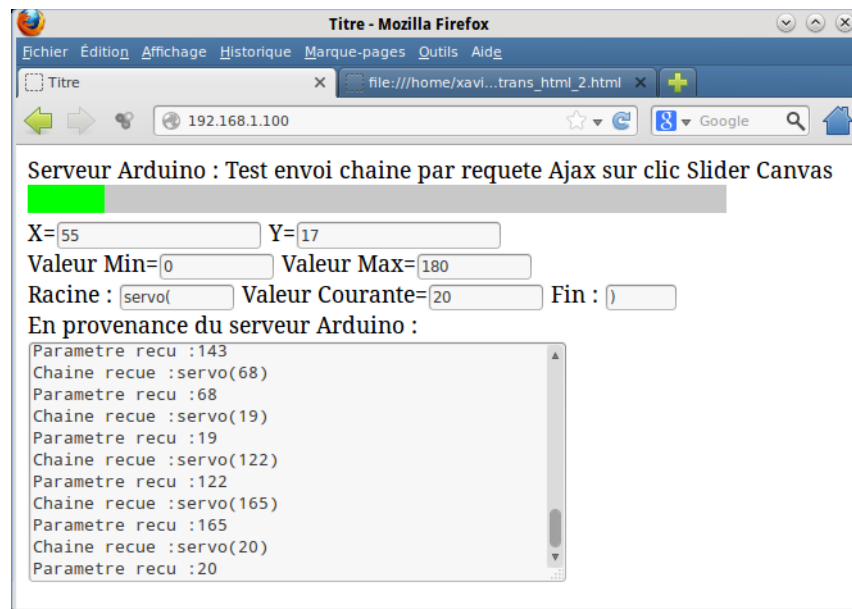 Titre - Mozilla Firefox
Fichier Édition Affichage Historique Marque-pages Outils Aide
Titre file:///home/xavi...trans_html_2.html
192.168.1.100 8 Google
Serveur Arduino : Test envoi chaine par requete Ajax sur clic Slider Canvas
X=55 Y=17
Valeur Min=0 Valeur Max=180
Racine : servo( Valeur Courante=20 Fin : )
En provenance du serveur Arduino :
Parametre recu :143
Chaine recue :servo(68)
Parametre recu :68
Chaine recue :servo(19)
Parametre recu :19
Chaine recue :servo(122)
Parametre recu :122
Chaine recue :servo(165)
Parametre recu :165
Chaine recue :servo(20)
Parametre recu :20